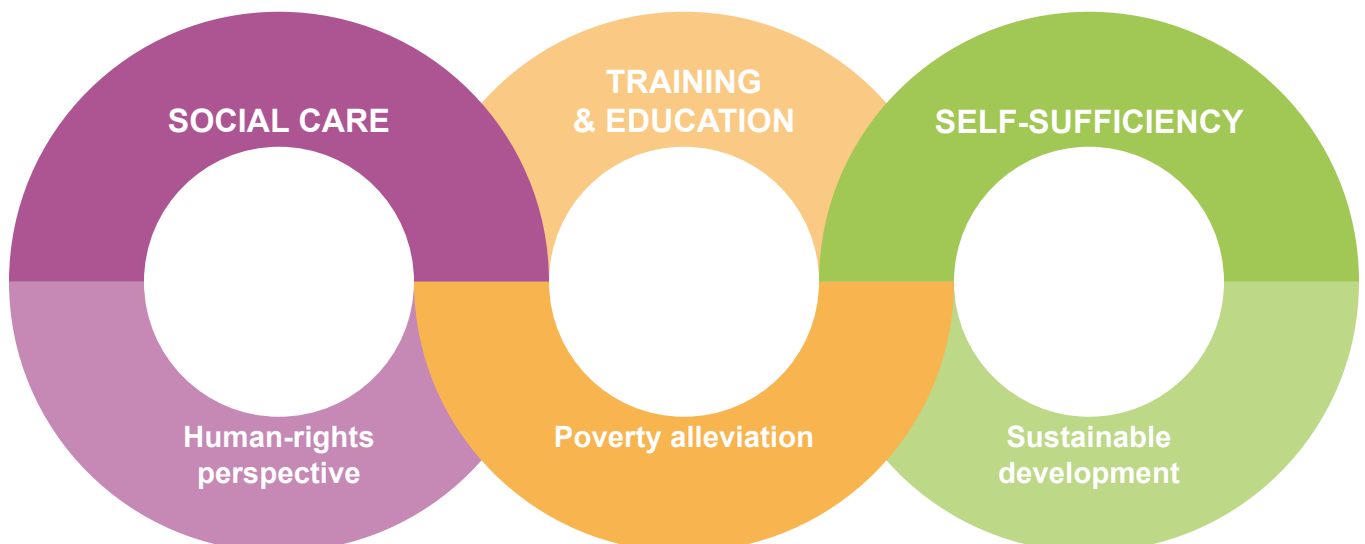 SOCIAL CARE
Human-rights
perspective
TRAINING
& EDUCATION
Poverty alleviation
SELF-SUFFICIENCY
Sustainable
development